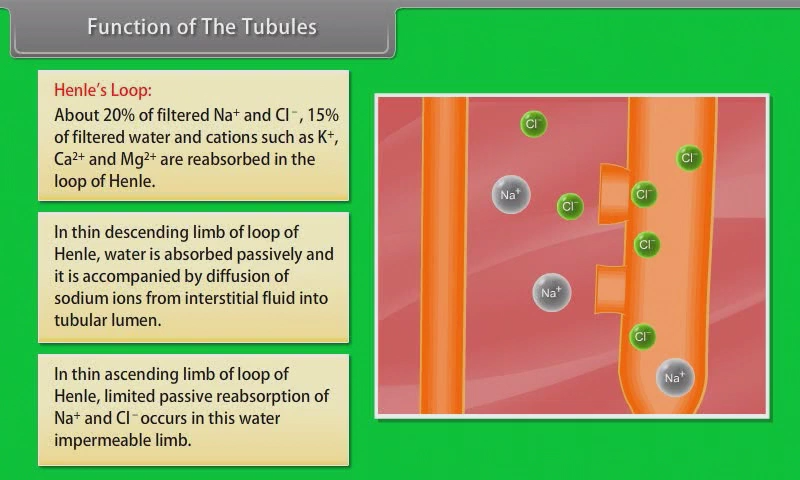 Function of The Tubules
Henle's Loop:
About 20% of filtered Na⁺ and Cl⁻, 15%
of filtered water and cations such as K⁺,
Ca²⁺ and Mg²⁺ are reabsorbed in the
loop of Henle.
In thin descending limb of loop of
Henle, water is absorbed passively and
it is accompanied by diffusion of
sodium ions from interstitial fluid into
tubular lumen.
In thin ascending limb of loop of
Henle, limited passive reabsorption of
Na⁺ and Cl⁻ occurs in this water
impermeable limb.
Cl⁻
Cl⁻
Na⁺
Cl⁻
Cl⁻
Cl⁻
Na⁺
Cl⁻
Na⁺